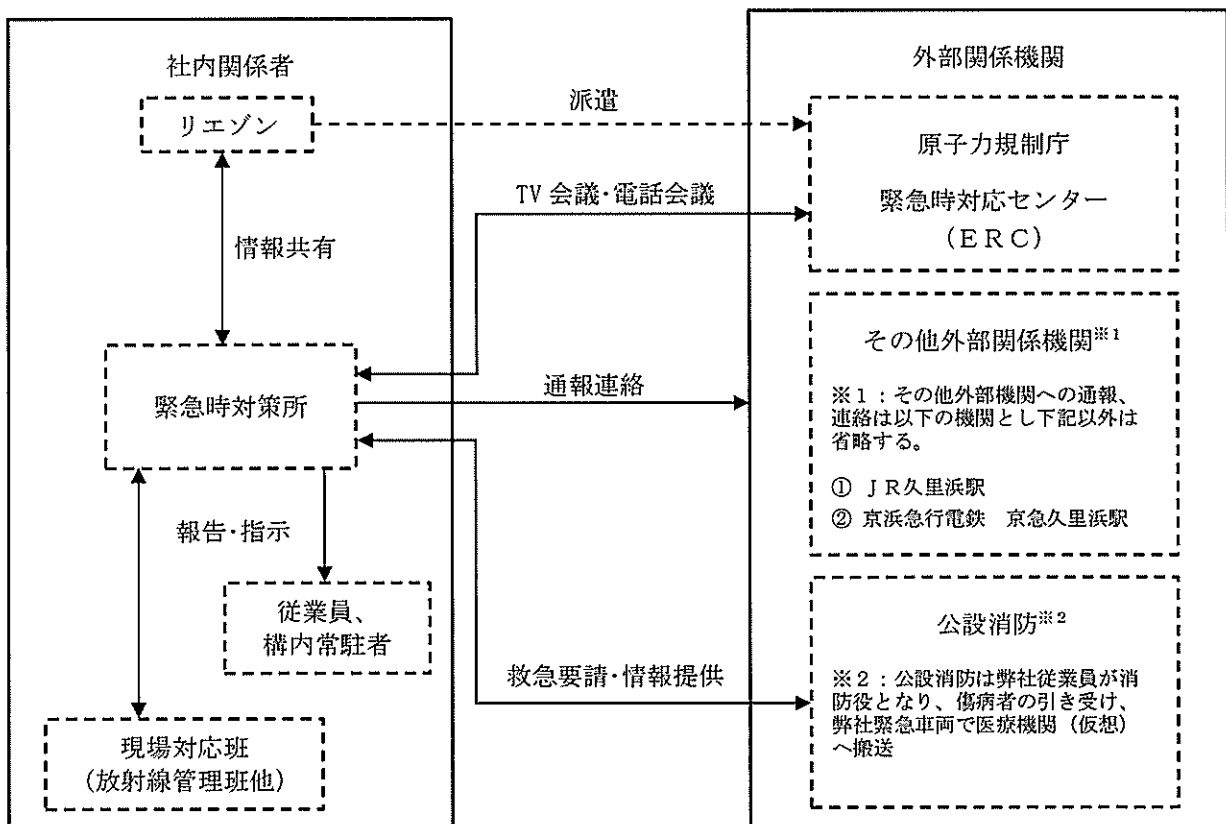 社内関係者
リエゾン
情報共有
緊急時対策所
報告・指示
従業員、
構内常駐者
現場対応班
(放射線管理班他)
派遣
TV 会議・電話会議
通報連絡
救急要請・情報提供
外部関係機関
原子力規制庁
緊急時対応センター
(ERC)
その他外部関係機関※1
※1:その他外部機関への通報、
連絡は以下の機関とし下記以外は
省略する。
① JR久里浜駅
② 京浜急行電鉄 京急久里浜駅
公設消防※2
※2:公設消防は弊社従業員が消
防役となり、傷病者の引き受け、
弊社緊急車両で医療機関(仮想)
へ搬送